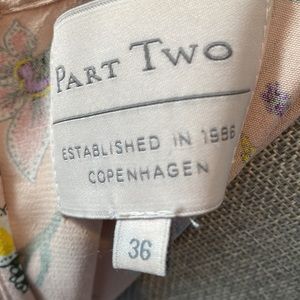 PART TWO
ESTABLISHED IN 1986
COPENHAGEN
36